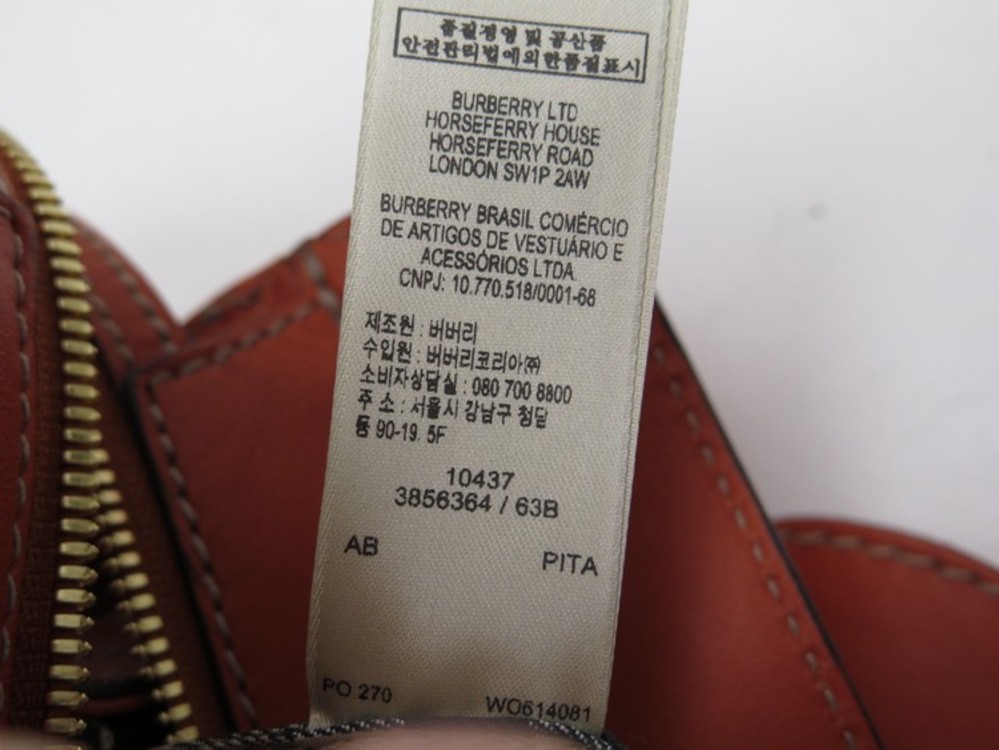 품질경영 및 공산품
안전관리법에의한품질표시
BURBERRY LTD
HORSEFERRY HOUSE
HORSEFERRY ROAD
LONDON SW1P 2AW
BURBERRY BRASIL COMÉRCIO
DE ARTIGOS DE VESTUÁRIO E
ACESSÓRIOS LTDA.
CNPJ: 10.770.518/0001-68
제조원 : 버버리
수입원 : 버버리코리아㈜
소비자상담실 : 080 700 8800
주 소 : 서울시 강남구 청담
동 90-19. 5F
10437
3856364 / 63B
AB PITA
PO 270 WO614081